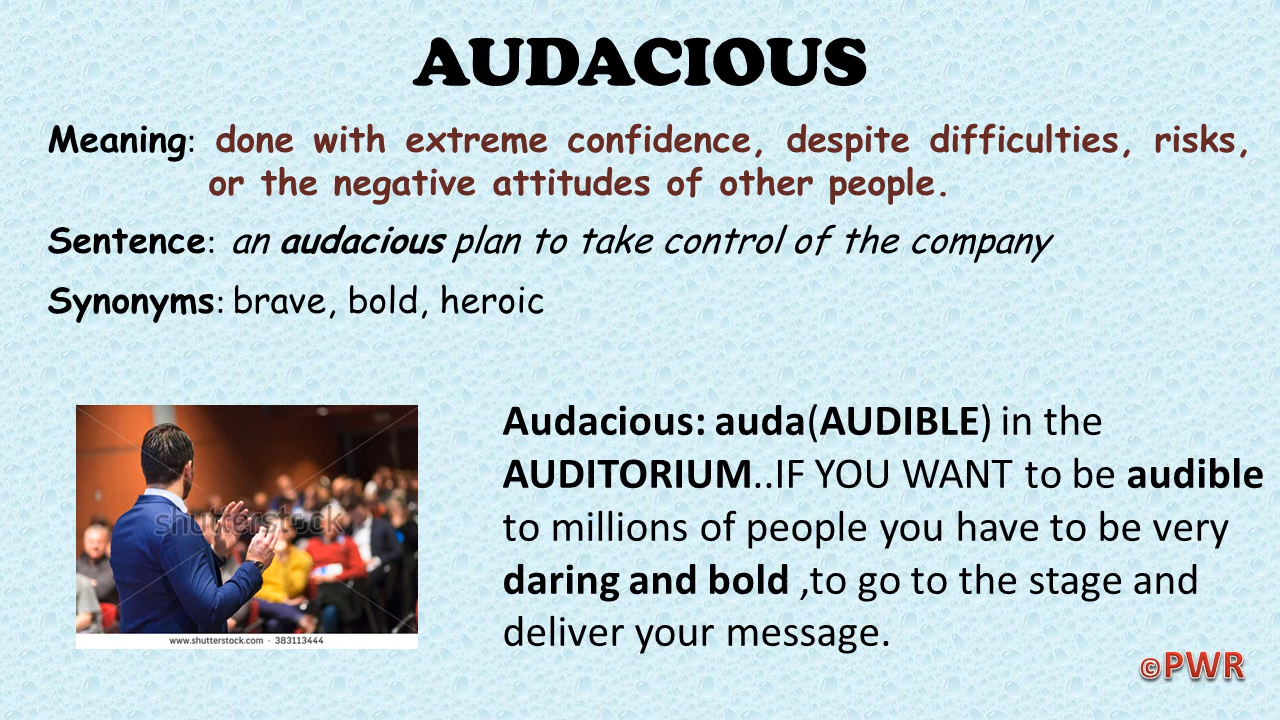 AUDACIOUS
Meaning: done with extreme confidence, despite difficulties, risks,
or the negative attitudes of other people.
Sentence: an audacious plan to take control of the company
Synonyms: brave, bold, heroic
shutterstock
www.shutterstock.com · 383113444
Audacious: auda(AUDIBLE) in the
AUDITORIUM..IF YOU WANT to be audible
to millions of people you have to be very
daring and bold ,to go to the stage and
deliver your message.
©PWR